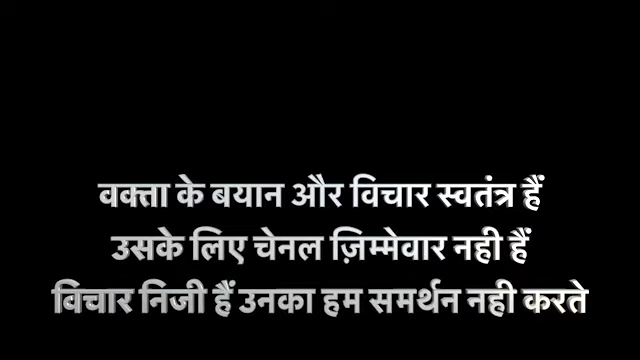 वक्ता के बयान और विचार स्वतंत्र हैं
उसके लिए चेनल ज़िम्मेवार नही हैं
विचार निजी हैं उनका हम समर्थन नही करते